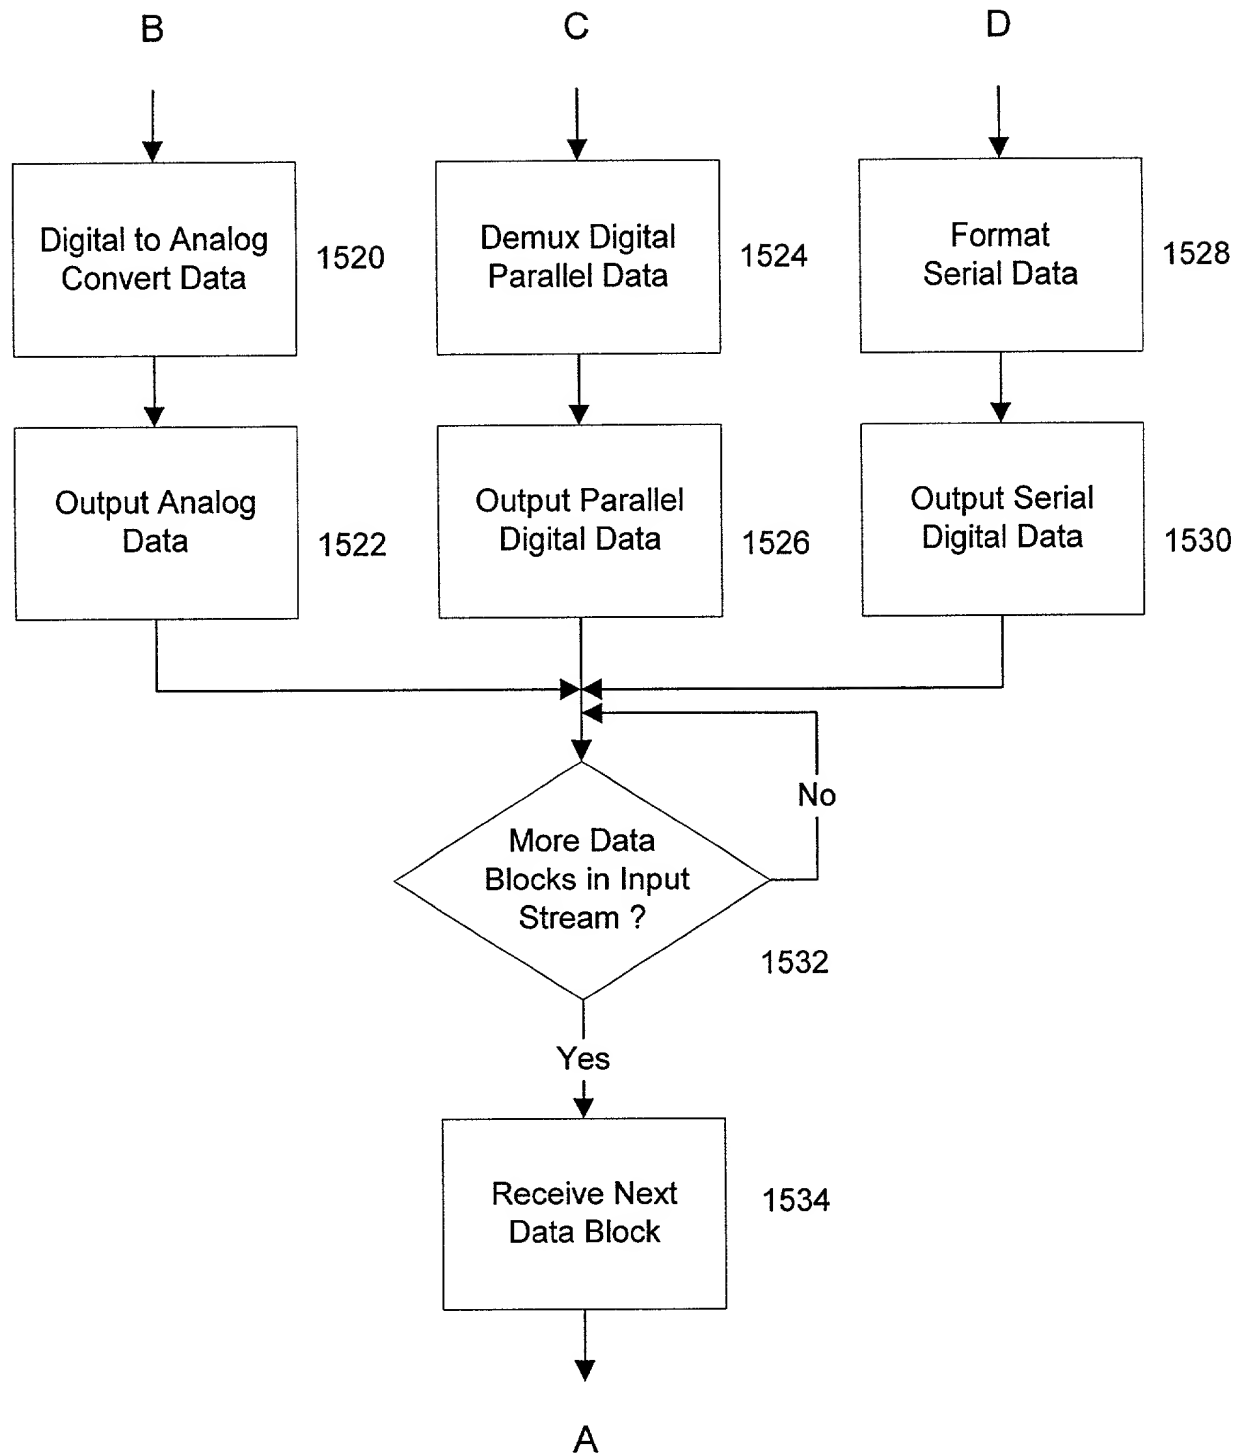 B
C
D
Digital to Analog
Convert Data
1520
Demux Digital
Parallel Data
1524
Format
Serial Data
1528
Output Analog
Data
1522
Output Parallel
Digital Data
1526
Output Serial
Digital Data
1530
No
More Data
Blocks in Input
Stream ?
1532
Yes
Receive Next
Data Block
1534
A